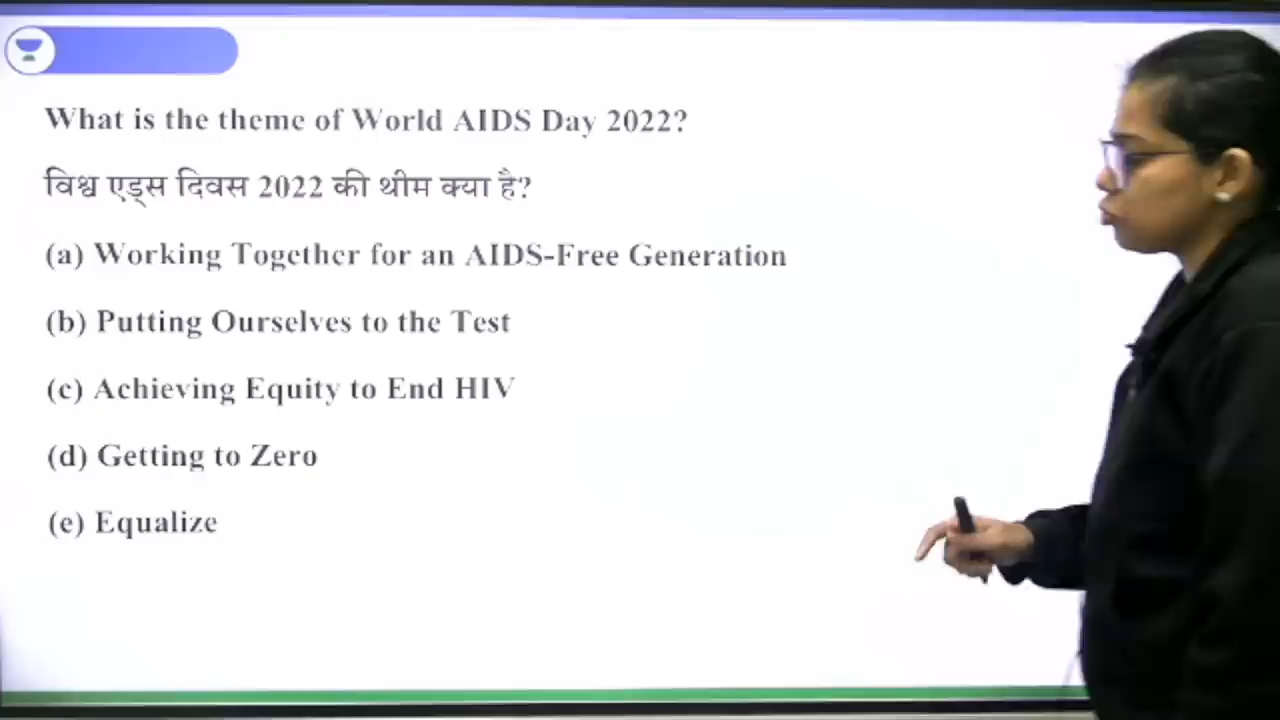 What is the theme of World AIDS Day 2022?
विश्व एड्स दिवस 2022 की थीम क्या है?
(a) Working Together for an AIDS-Free Generation
(b) Putting Ourselves to the Test
(c) Achieving Equity to End HIV
(d) Getting to Zero
(e) Equalize